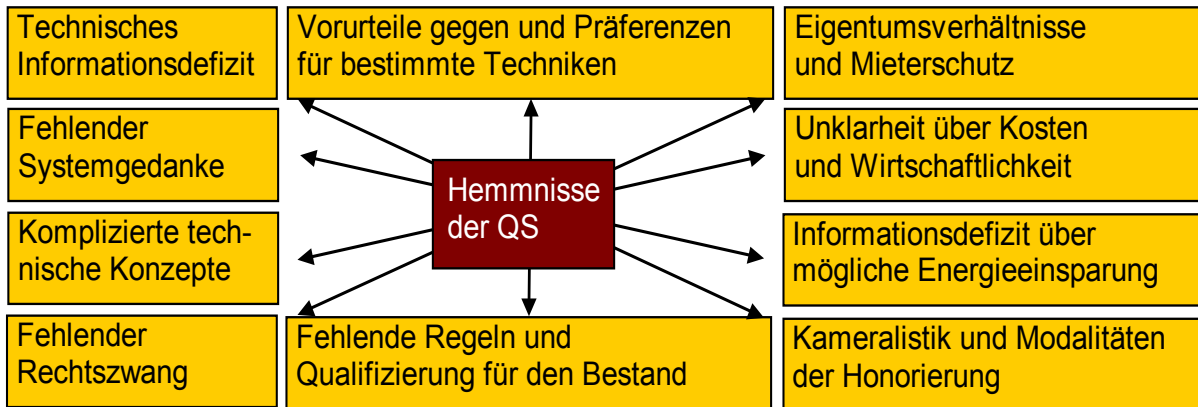 Technisches
Informationsdefizit
Vorurteile gegen und Präferenzen
für bestimmte Techniken
Eigentumsverhältnisse
und Mieterschutz
Fehlender
Systemgedanke
Unklarheit über Kosten
und Wirtschaftlichkeit
Hemmnisse
der QS
Komplizierte tech-
nische Konzepte
Informationsdefizit über
mögliche Energieeinsparung
Fehlender
Rechtszwang
Fehlende Regeln und
Qualifizierung für den Bestand
Kameralistik und Modalitäten
der Honorierung